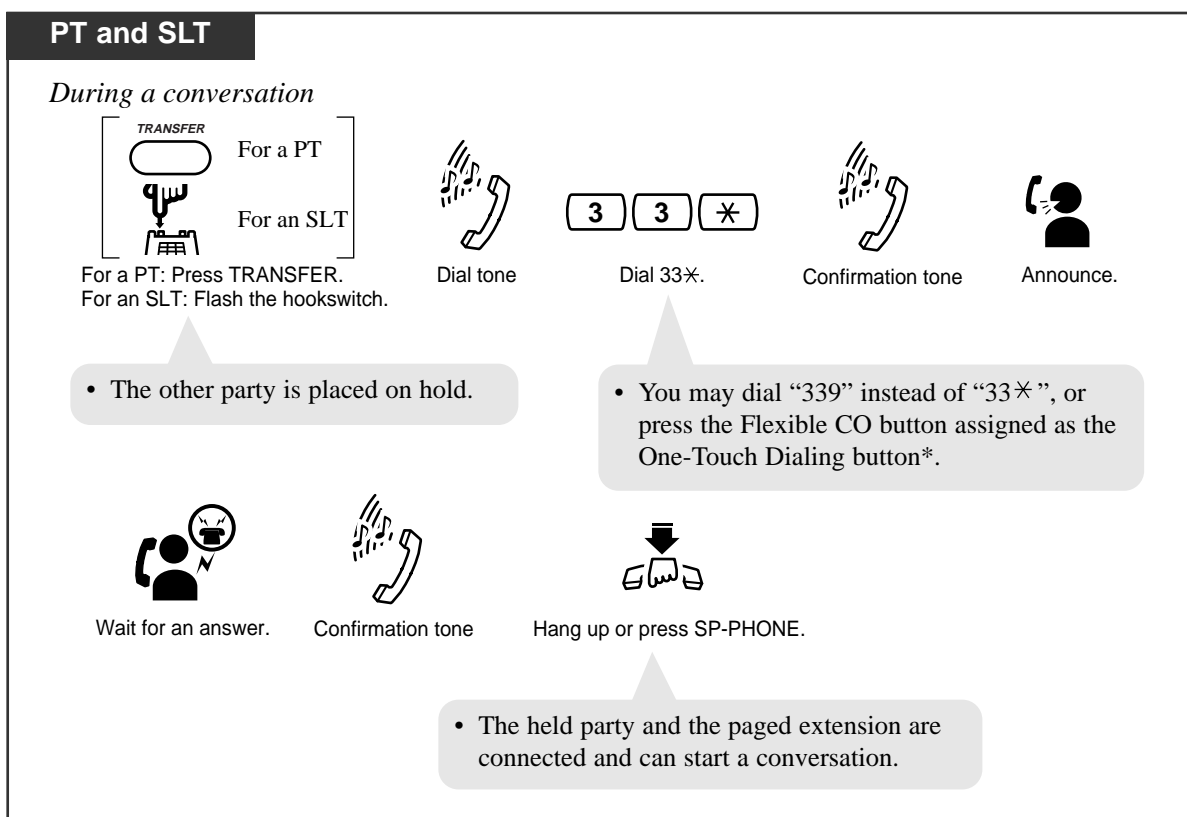 PT and SLT
During a conversation
TRANSFER
For a PT
For an SLT
For a PT: Press TRANSFER.
For an SLT: Flash the hookswitch.
Dial tone
3 3 ✳
Dial 33✳.
Confirmation tone
Announce.
• The other party is placed on hold.
• You may dial “339” instead of “33✳”, or
press the Flexible CO button assigned as the
One-Touch Dialing button*.
Wait for an answer.
Confirmation tone
Hang up or press SP-PHONE.
• The held party and the paged extension are
connected and can start a conversation.